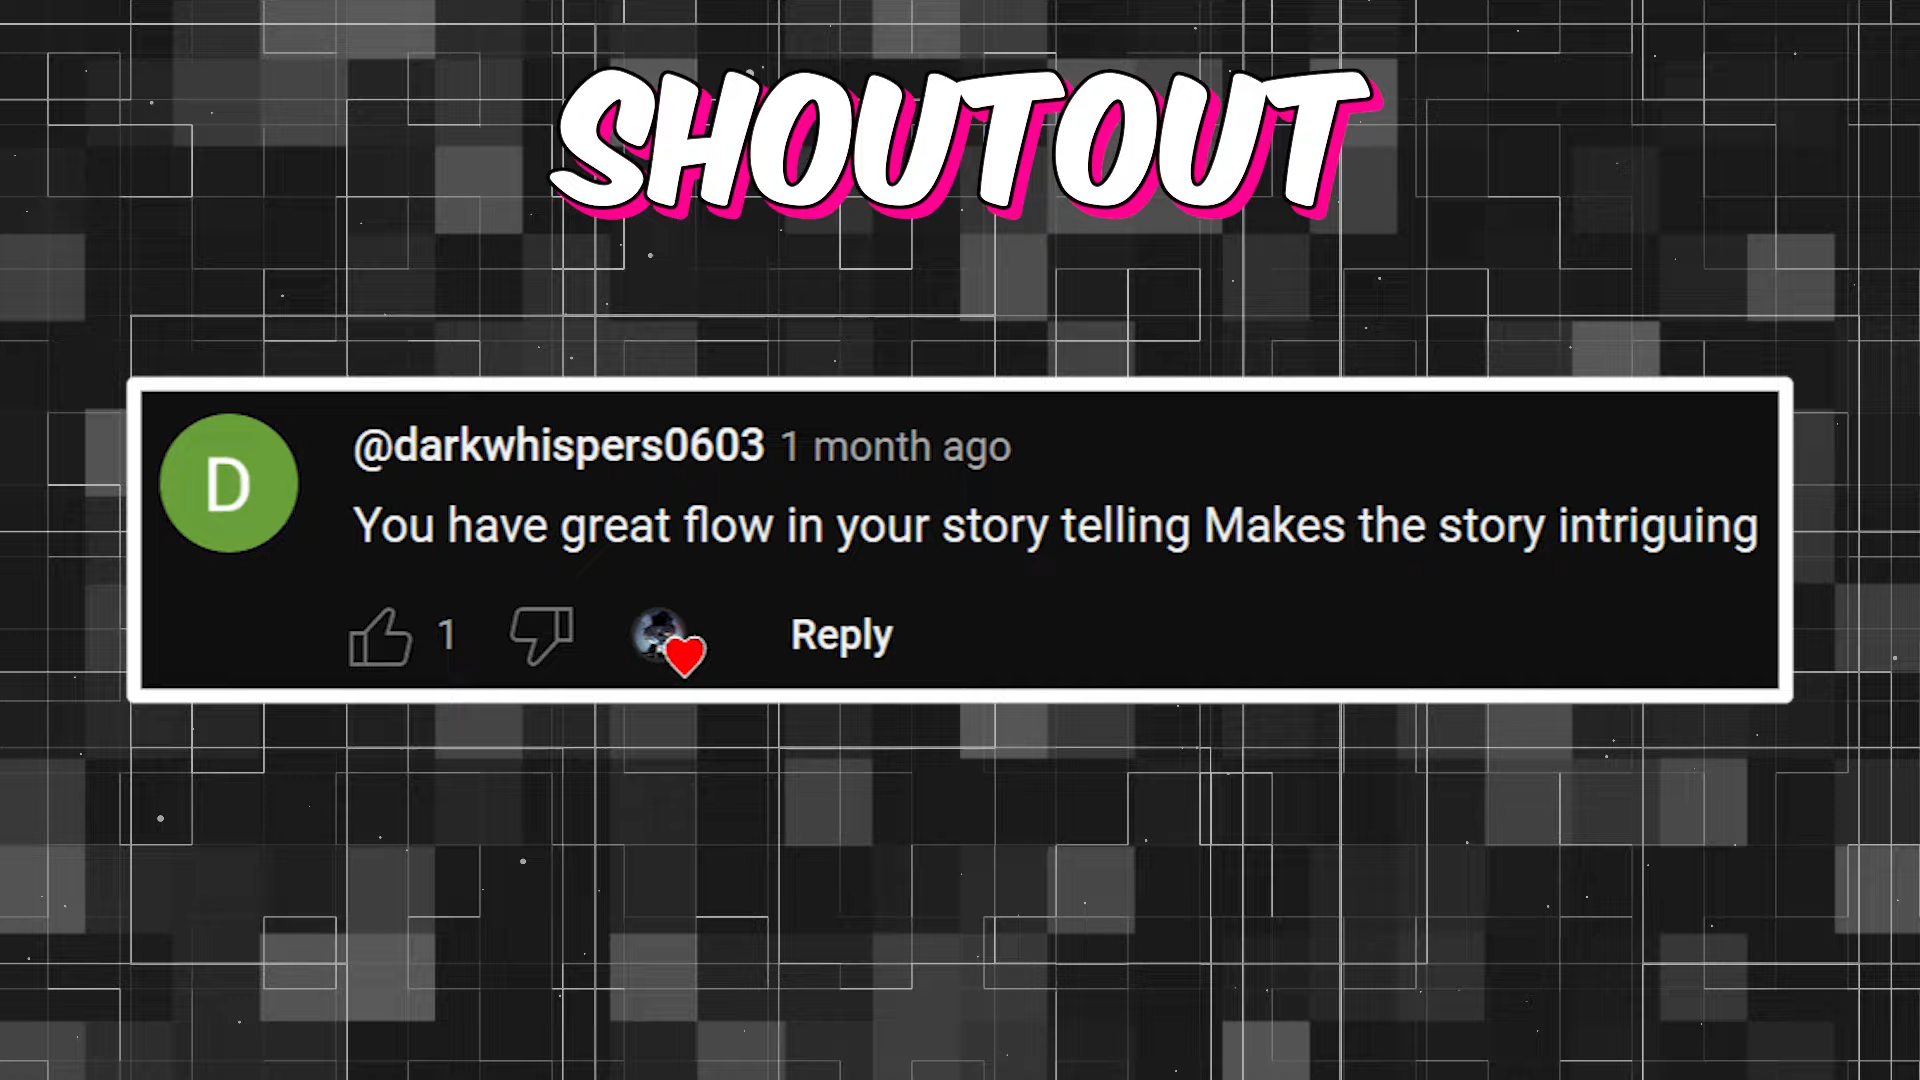 SHOUTOUT
D
@darkwhispers0603 1 month ago
You have great flow in your story telling Makes the story intriguing
1 Reply